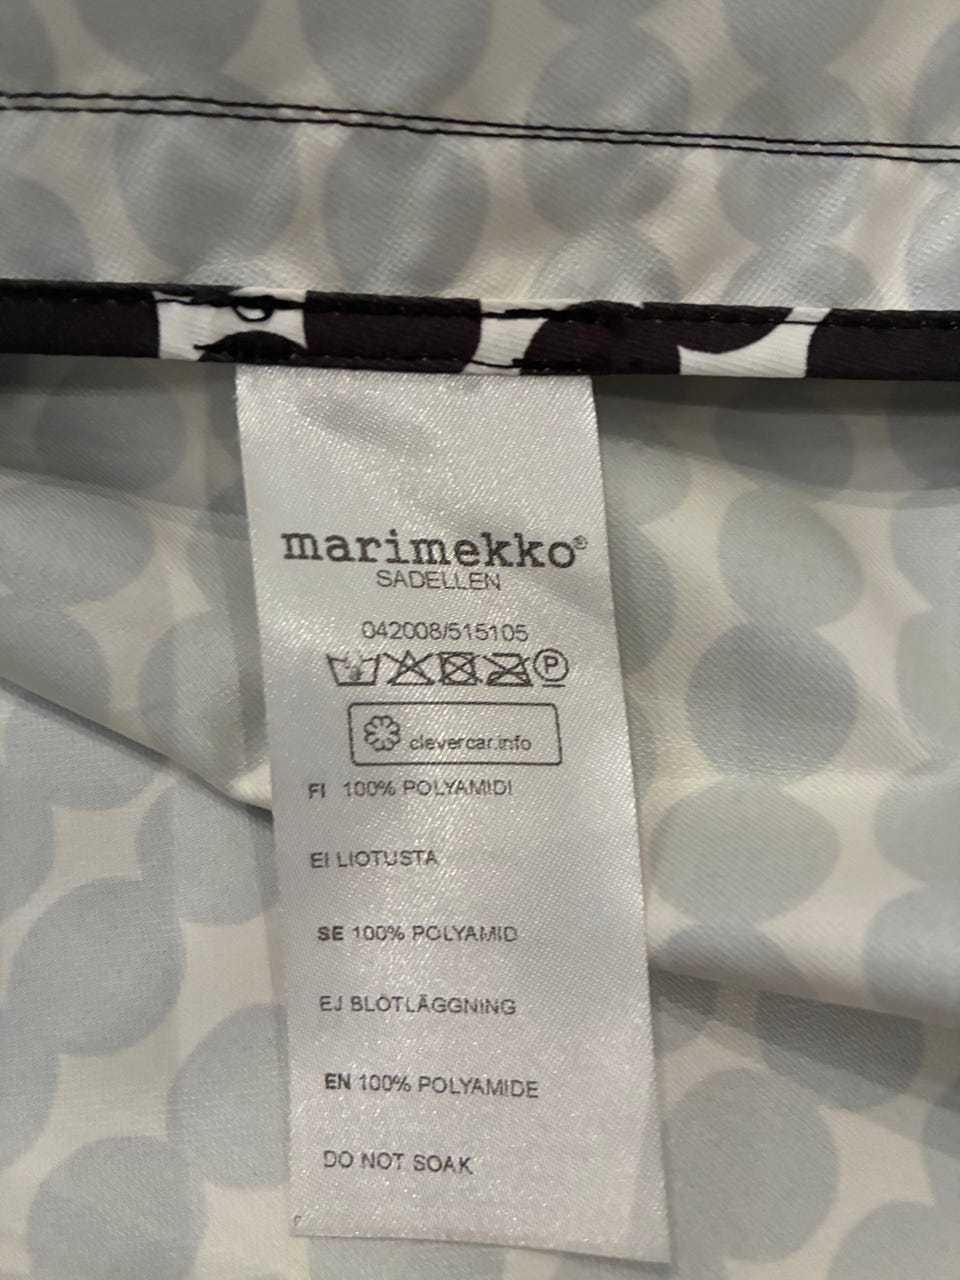 marimekko®
SADELLEN
042008/515105
P
clevercar.info
FI 100% POLYAMIDI
EI LIOTUSTA
SE 100% POLYAMID
EJ BLÖTLÄGGNING
EN 100% POLYAMIDE
DO NOT SOAK